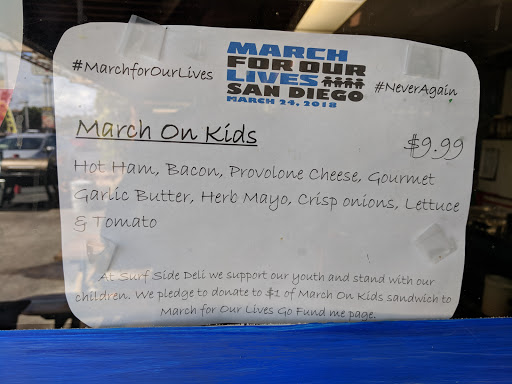 MARCH
FOR OUR
LIVES
SAN DIEGO
MARCH 24, 2018
#MarchforOurLives
#NeverAgain
March On Kids
$9.99
Hot Ham, Bacon, Provolone Cheese, Gourmet
Garlic Butter, Herb Mayo, Crisp onions, Lettuce
& Tomato
At Surf Side Deli we support our youth and stand with our
children. We pledge to donate to $1 of March On Kids sandwich to
March for Our Lives Go Fund me page.